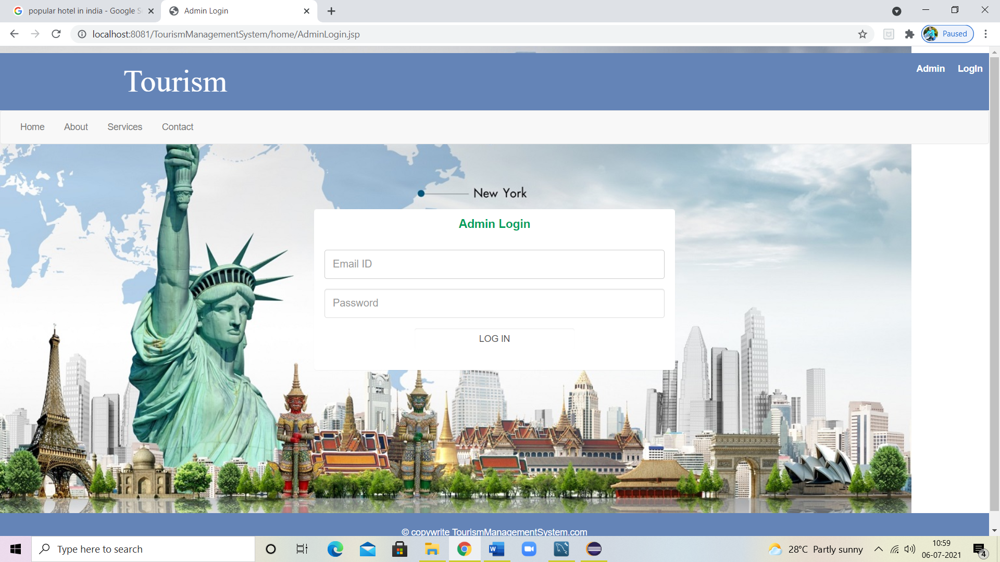 popular hotel in india - Google S
Admin Login
localhost:8081/TourismManagementSystem/home/AdminLogin.jsp
Paused
Tourism
Admin LogIn
Home About Services Contact
New York
Admin Login
Email ID
Password
LOG IN
© copywrite TourismManagementSystem.com
Type here to search
28°C Partly sunny
10:59
06-07-2021
4